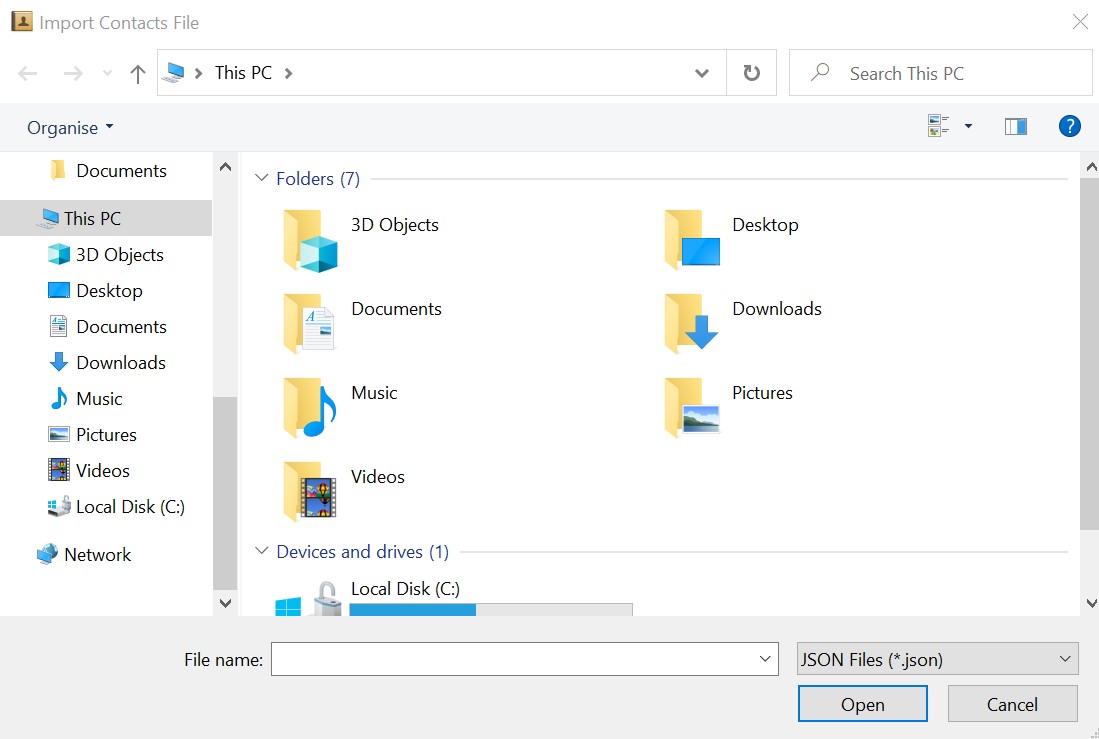 Import Contacts File
This PC
Search This PC
Organise
?
Documents
This PC
3D Objects
Desktop
Documents
Downloads
Music
Pictures
Videos
Local Disk (C:)
Network
Folders (7)
3D Objects
Desktop
Documents
Downloads
Music
Pictures
Videos
Devices and drives (1)
Local Disk (C:)
File name:
JSON Files (*.json)
Open
Cancel